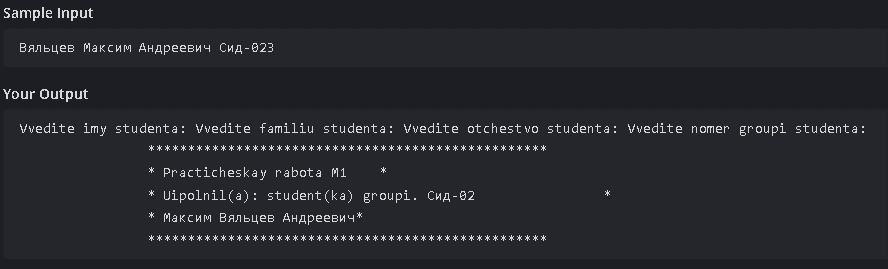 Sample Input
Вяльцев Максим Андреевич Сид-023
Your Output
Vvedite imy studenta: Vvedite familiu studenta: Vvedite otchestvo studenta: Vvedite nomer groupi studenta:
**************************************************
* Practicheskay rabota M1    *
* Uipolnil(a): student(ka) groupi. Сид-02                *
* Максим Вяльцев Андреевич*
**************************************************